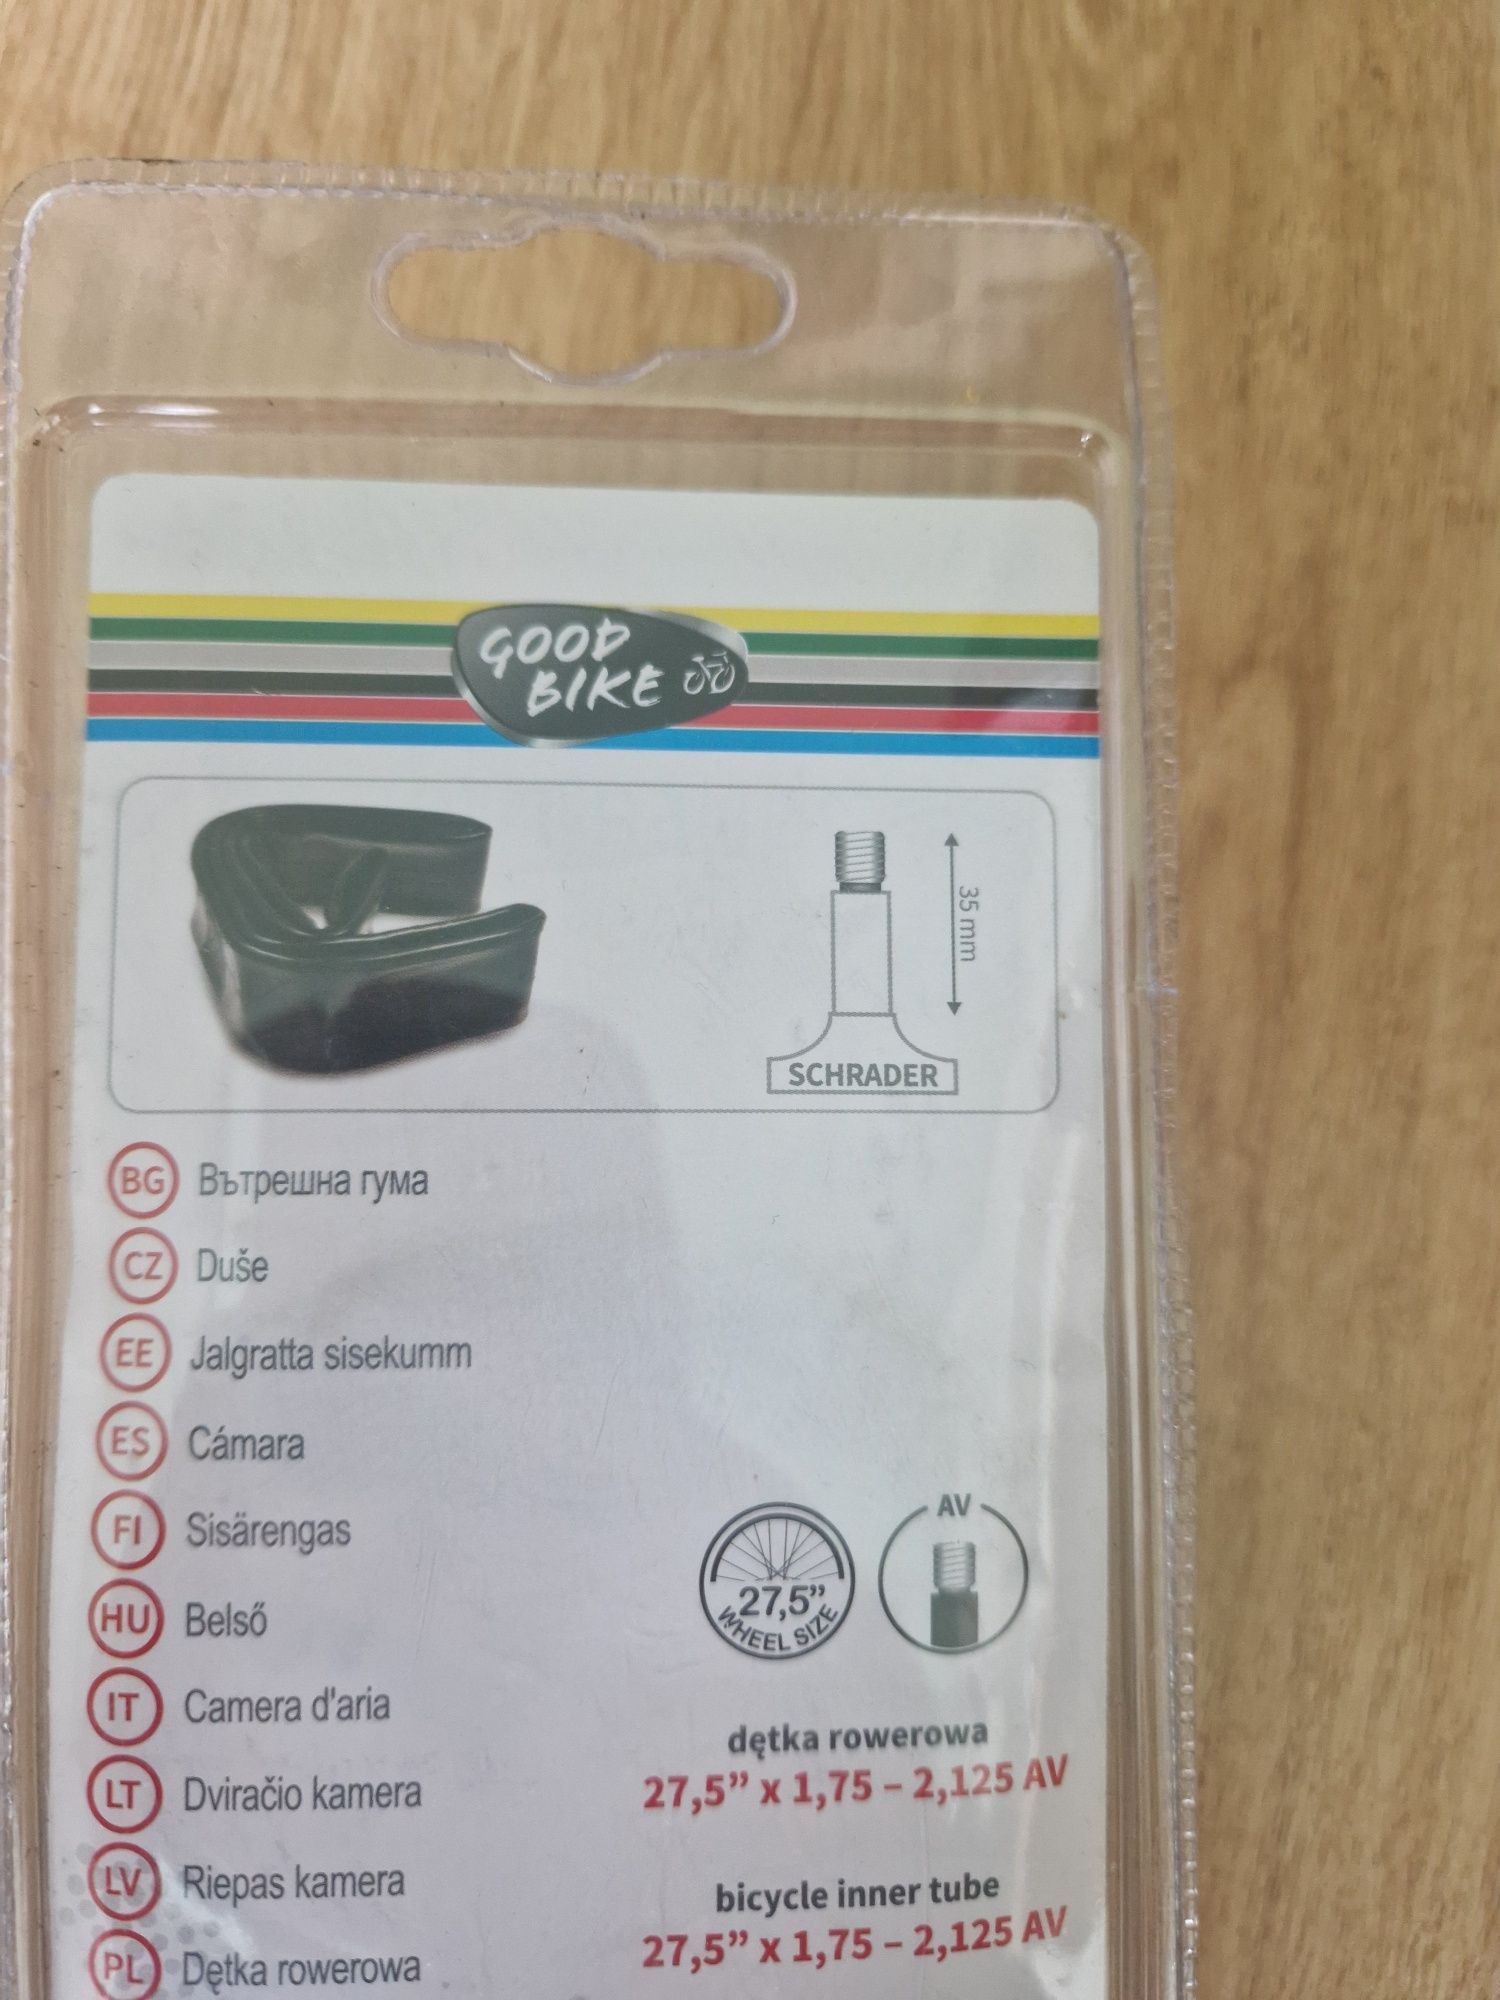 GOOD
BIKE
35 mm
SCHRADER
BG Вътрешна гума
CZ Duše
EE Jalgratta sisekumm
ES Cámara
FI Sisärengas
HU Belső
IT Camera d'aria
LT Dviračio kamera
LV Riepas kamera
PL Dętka rowerowa
27,5”
WHEEL SIZE
AV
dętka rowerowa
27,5” x 1,75 – 2,125 AV
bicycle inner tube
27,5” x 1,75 – 2,125 AV